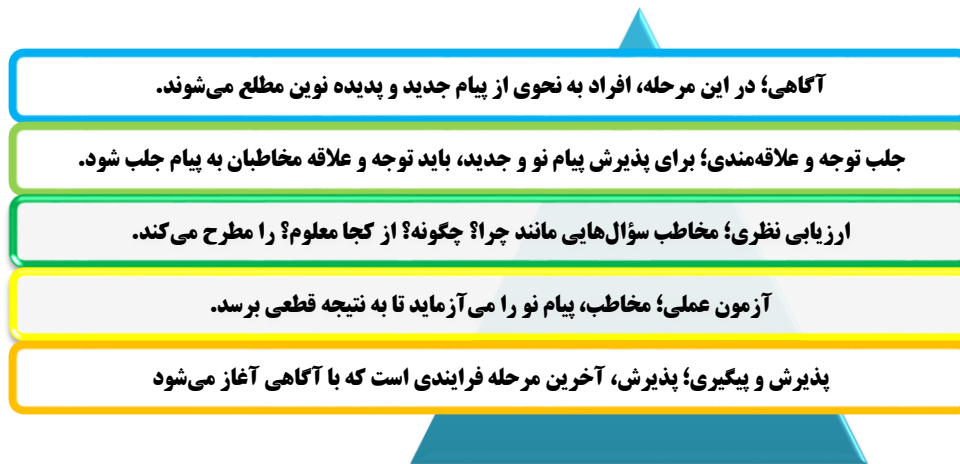 آگاهی؛ در این مرحله، افراد به نحوی از پیام جدید و پدیده نوین مطلع می‌شوند.
جلب توجه و علاقه‌مندی؛ برای پذیرش پیام نو و جدید، باید توجه و علاقه مخاطبان به پیام جلب شود.
ارزیابی نظری؛ مخاطب سؤال‌هایی مانند چرا؟ چگونه؟ از کجا معلوم؟ را مطرح می‌کند.
آزمون عملی؛ مخاطب، پیام نو را می‌آزماید تا به نتیجه قطعی برسد.
پذیرش و پیگیری؛ پذیرش، آخرین مرحله فرایندی است که با آگاهی آغاز می‌شود